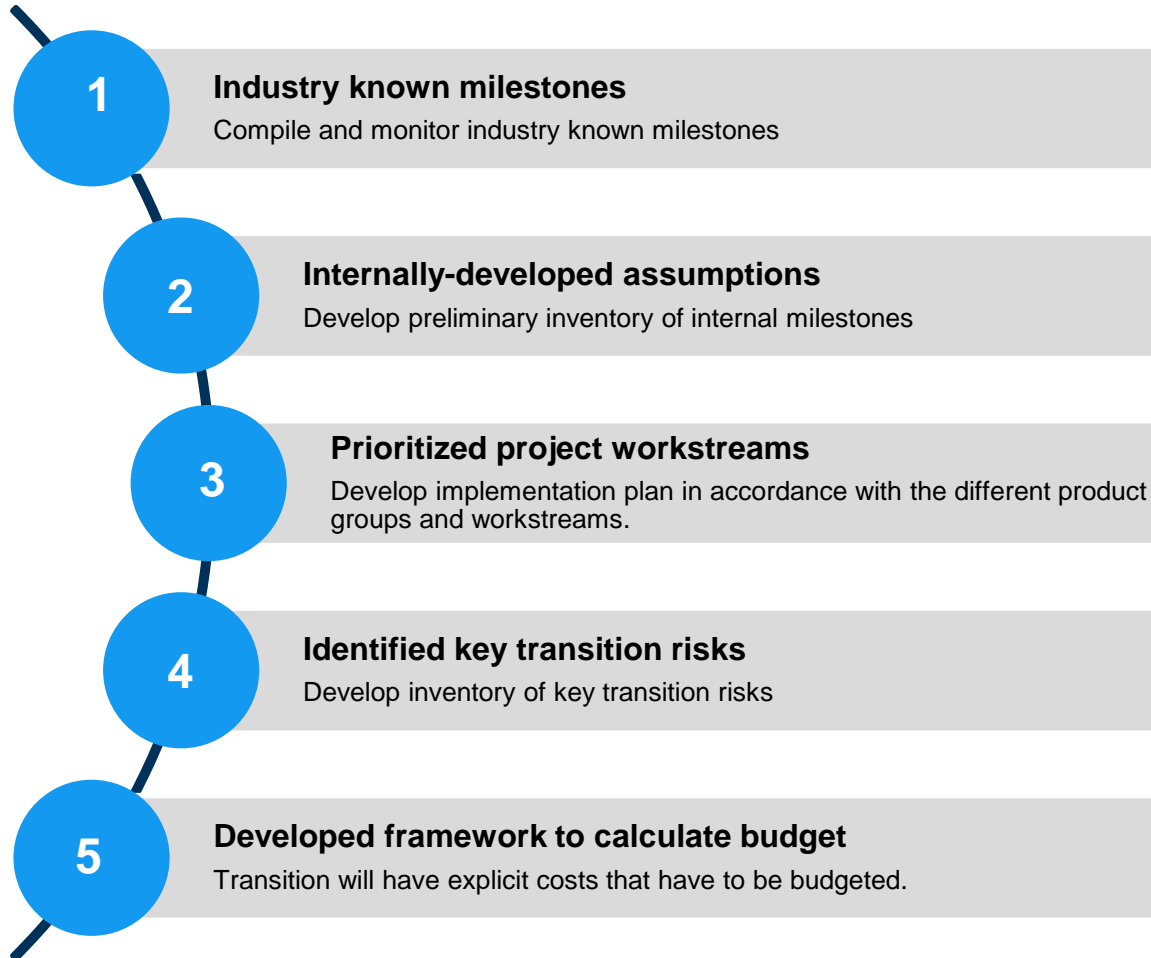 1
Industry known milestones
Compile and monitor industry known milestones
2
Internally-developed assumptions
Develop preliminary inventory of internal milestones
3
Prioritized project workstreams
Develop implementation plan in accordance with the different product
groups and workstreams.
4
Identified key transition risks
Develop inventory of key transition risks
5
Developed framework to calculate budget
Transition will have explicit costs that have to be budgeted.